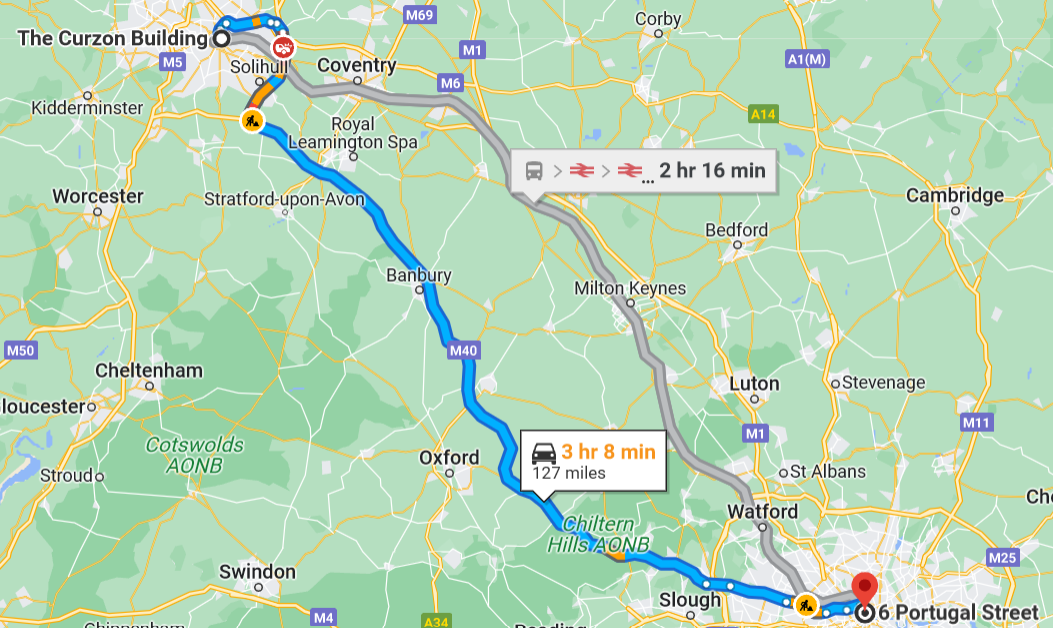 M69
Corby
The Curzon Building
M1
A1(M)
M5
Solihull
Coventry
M6
Kidderminster
A14
Royal
Leamington Spa
2 hr 16 min
Worcester
Stratford-upon-Avon
Cambridge
Bedford
Banbury
Milton Keynes
M50
M40
Cheltenham
Luton
Stevenage
loucester
M11
M1
Cotswolds
AONB
3 hr 8 min
127 miles
Oxford
Stroud
St Albans
Che
Watford
Chiltern
Hills AONB
M25
Swindon
Slough
6 Portugal Street
M4
A34